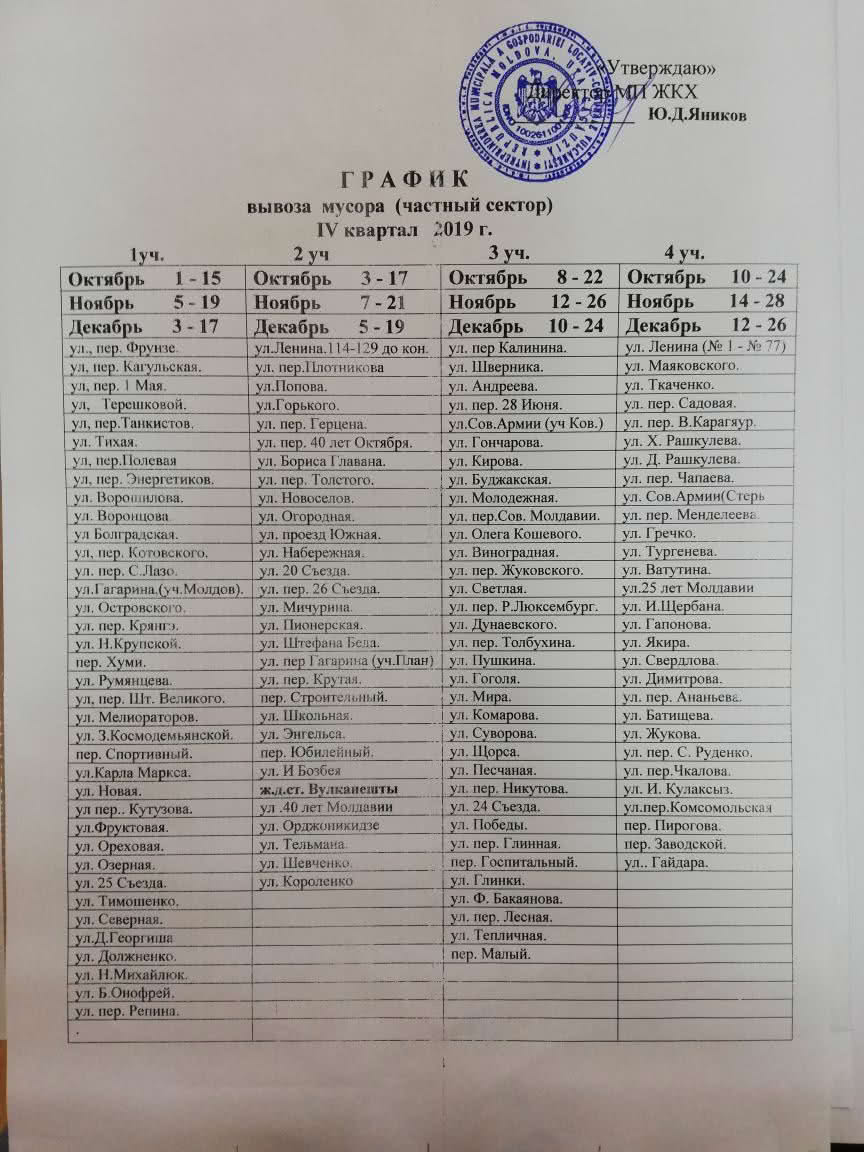 «Утверждаю»
Директор МП ЖКХ
Ю.Д.Яников
ÎNTREPRINDEREA MUNICIPALĂ A GOSPODĂRIEI LOCATIV-COMUNALE VULCĂNEȘTI
REPUBLICA MOLDOVA, UTA GĂGĂUZIA
Г Р А Ф И К
вывоза мусора (частный сектор)
IV квартал 2019 г.
1уч. 2 уч 3 уч. 4 уч.
Октябрь 1 - 15 Октябрь 3 - 17 Октябрь 8 - 22 Октябрь 10 - 24
Ноябрь 5 - 19 Ноябрь 7 - 21 Ноябрь 12 - 26 Ноябрь 14 - 28
Декабрь 3 - 17 Декабрь 5 - 19 Декабрь 10 - 24 Декабрь 12 - 26
ул., пер. Фрунзе. ул.Ленина.114-129 до кон. ул. пер Калинина. ул. Ленина (№ 1 - № 77)
ул, пер. Кагульская. ул. пер.Плотникова ул. Шверника. ул. Маяковского.
ул, пер. 1 Мая. ул.Попова. ул. Андреева. ул. Ткаченко.
ул, Терешковой. ул.Горького. ул. пер. 28 Июня. ул. пер. Садовая.
ул, пер.Танкистов. ул. пер. Герцена. ул.Сов.Армии (уч Ков.) ул. пер. В.Карагяур.
ул. Тихая. ул. пер. 40 лет Октября. ул. Гончарова. ул. Х. Рашкулева.
ул, пер.Полевая ул. Бориса Главана. ул. Кирова. ул. Д. Рашкулева.
ул, пер. Энергетиков. ул. пер. Толстого. ул. Буджакская. ул. пер. Чапаева.
ул. Ворошилова. ул. Новоселов. ул. Молодежная. ул. Сов.Армии(Стерь
ул. Воронцова ул. Огородная. ул. пер.Сов. Молдавии. ул. пер. Менделеева.
ул Болградская. ул. проезд Южная. ул. Олега Кошевого. ул. Гречко.
ул, пер. Котовского. ул. Набережная. ул. Виноградная. ул. Тургенева.
ул. пер. С.Лазо. ул. 20 Съезда. ул. пер. Жуковского. ул. Ватутина.
ул.Гагарина.(уч.Молдов). ул. пер. 26 Съезда. ул. Светлая. ул.25 лет Молдавии
ул. Островского. ул. Мичурина. ул. пер. Р.Люксембург. ул. И.Щербана.
ул. пер. Крянгэ. ул. Пионерская. ул. Дунаевского. ул. Гапонова.
ул. Н.Крупской. ул. Штефана Беда. ул. пер. Толбухина. ул. Якира.
пер. Хуми. ул. пер Гагарина (уч.План) ул. Пушкина. ул. Свердлова.
ул. Румянцева. ул. пер. Крутая. ул. Гоголя. ул. Димитрова.
ул, пер. Шт. Великого. пер. Строительный. ул. Мира. ул. пер. Ананьева.
ул. Мелиораторов. ул. Школьная. ул. Комарова. ул. Батищева.
ул. З.Космодемьянской. ул. Энгельса. ул. Суворова. ул. Жукова.
пер. Спортивный. пер. Юбилейный. ул. Щорса. ул. пер. С. Руденко.
ул.Карла Маркса. ул. И Бозбея ул. Песчаная. ул. пер.Чкалова.
ул. Новая. ж.д.ст. Вулканешты ул. пер. Никутова. ул. И. Кулаксыз.
ул пер.. Кутузова. ул .40 лет Молдавии ул. 24 Съезда. ул.пер.Комсомольская
ул.Фруктовая. ул. Орджоникидзе ул. Победы. пер. Пирогова.
ул. Ореховая. ул. Тельмана. ул. пер. Глинная. пер. Заводской.
ул. Озерная. ул. Шевченко. пер. Госпитальный. ул.. Гайдара.
ул. 25 Съезда. ул. Короленко ул. Глинки.
ул. Тимошенко. ул. Ф. Бакаянова.
ул. Северная. ул. пер. Лесная.
ул.Д.Георгиша ул. Тепличная.
ул. Должненко. пер. Малый.
ул. Н.Михайлюк.
ул. Б.Онофрей.
ул. пер. Репина.
.